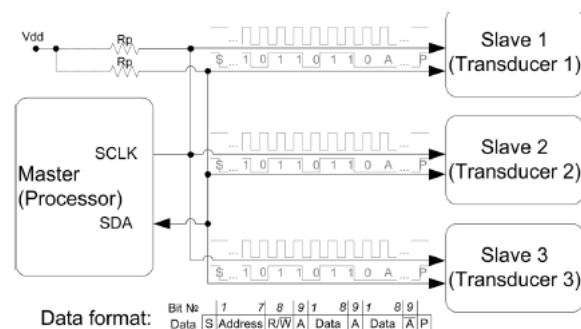 Vdd
Rp
Rp
Master
(Processor)
SCLK
SDA
S ... 1 0 1 1 0 1 0 A ... P
Slave 1
(Transducer 1)
S ... 1 0 1 1 0 1 0 A ... P
Slave 2
(Transducer 2)
S ... 1 0 1 1 0 1 0 A ... P
Slave 3
(Transducer 3)
Data format:
Bit № 1 7 8 9 1 8 9 1 8 9
Data S Address R/W̅ A Data A Data A̅ P